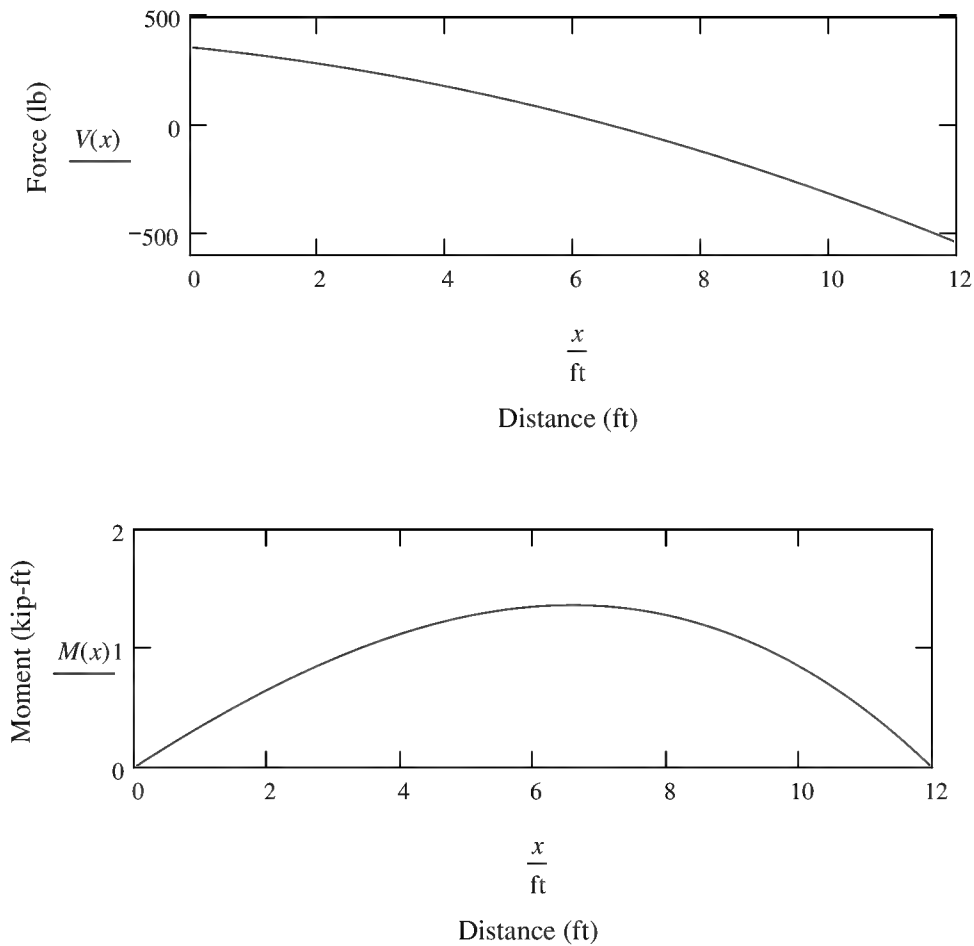 500
Force (lb)
V(x)
0
−500
0 2 4 6 8 10 12
x
ft
Distance (ft)
2
Moment (kip-ft)
M(x) 1
0
0 2 4 6 8 10 12
x
ft
Distance (ft)